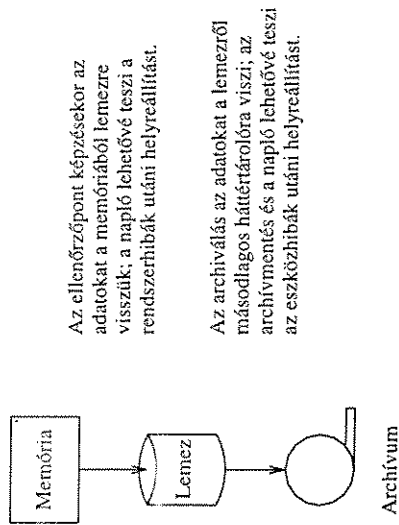 Memória
Az ellenőrzőpont képzésekor az
adatokat a memóriából lemezre
visszük; a napló lehetővé teszi a
rendszerhibák utáni helyreállítást.
Lemez
Az archiválás az adatokat a lemezről
másodlagos háttértárolóra viszi; az
archívmentés és a napló lehetővé teszi
az eszközhibák utáni helyreállítást.
Archívum